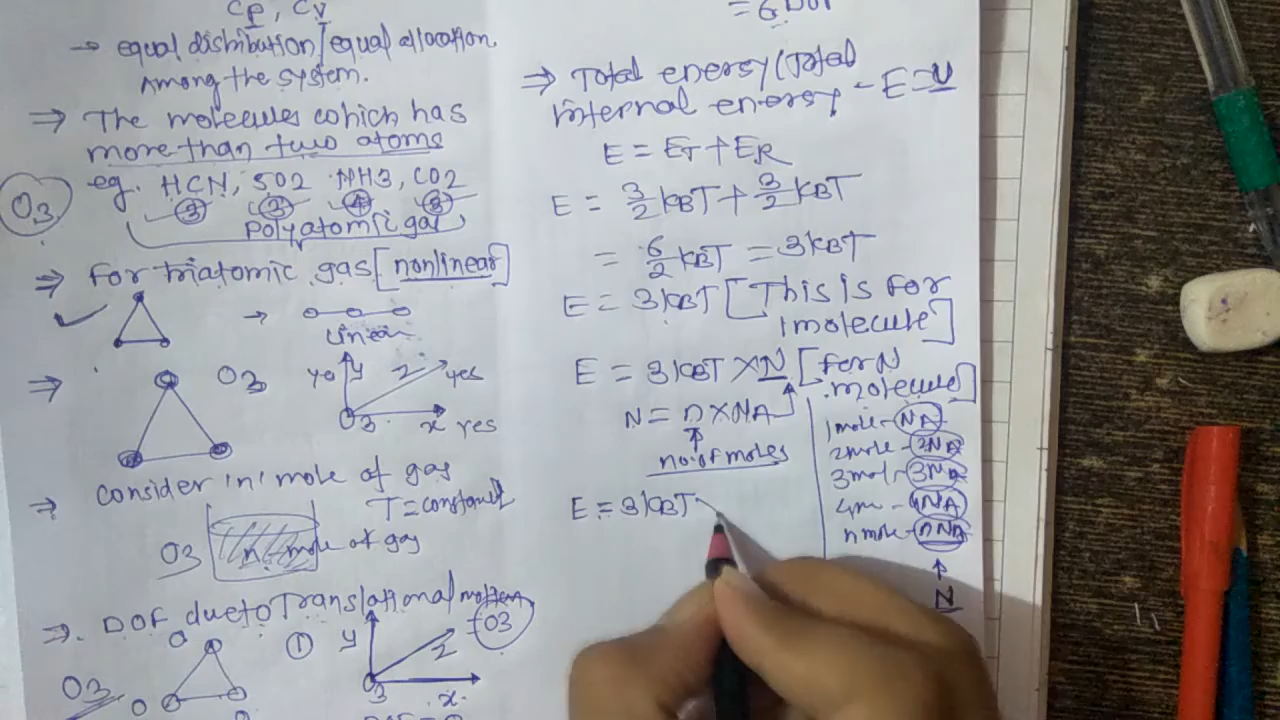 CP, CV
→ equal distribution/equal allocation
Among the system.
⇒ The molecules which has
more than two atoms
eg. HCN, SO2 NH3, CO2
O3
3 3 4 3
polyatomic gas
⇒ For triatomic gas [nonlinear]
→
Linear
⇒ O3
yes y z yes
O3 x yes
⇒ Consider 'n' mole of gas
T = constant
O3 n-mole of gas
⇒ DOF due to Translational motion
O ① y z O3
O3 O x
= 6 DOF
⇒ Total energy (Total
internal energy) - E = U
E = ET + ER
E = 3/2 KBT + 3/2 KBT
= 6/2 KBT = 3KBT
E = 3KBT [This is for
1 molecule]
E = 3KBT × N [for N
molecule]
N = n × NA
no. of moles
E = 3KBT
1 mole - NA
2 mole - 2NA
3 mol - 3NA
4m - 4NA
n mole - nNA
N